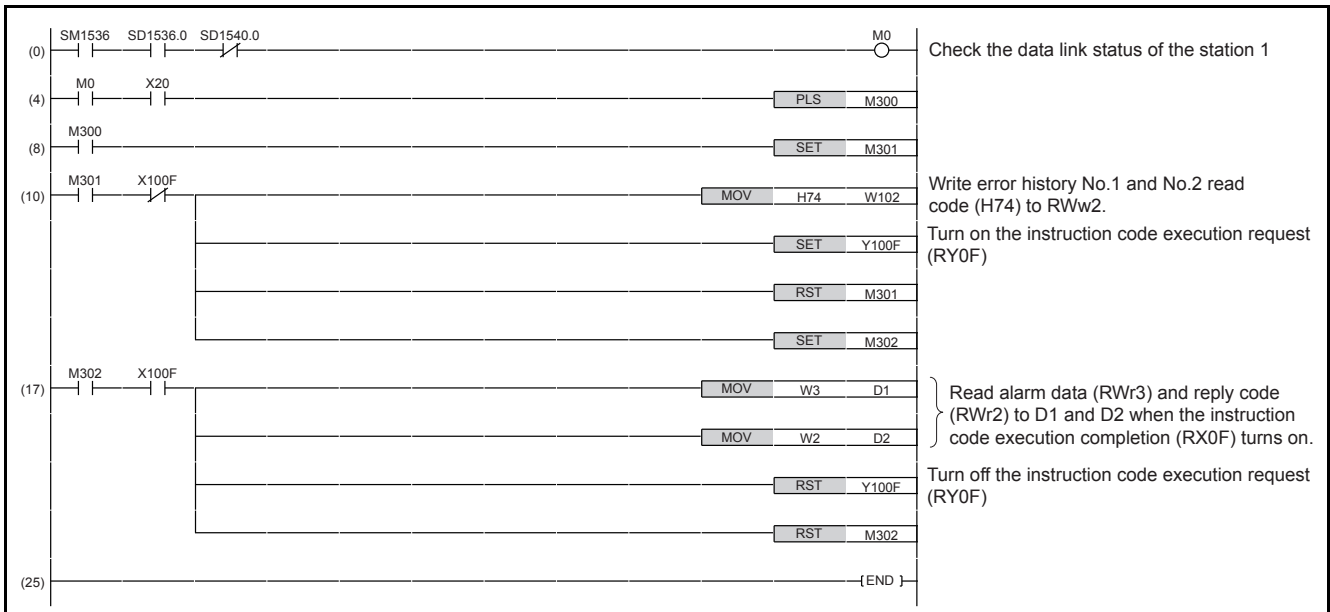 SM1536 SD1536.0 SD1540.0 M0
(0) Check the data link status of the station 1
M0 X20
(4) PLS M300
M300
(8) SET M301
M301 X100F
(10) MOV H74 W102
Write error history No.1 and No.2 read
code (H74) to RWw2.
SET Y100F
Turn on the instruction code execution request
(RY0F)
RST M301
SET M302
M302 X100F
(17) MOV W3 D1
MOV W2 D2
Read alarm data (RWr3) and reply code
(RWr2) to D1 and D2 when the instruction
code execution completion (RX0F) turns on.
RST Y100F
Turn off the instruction code execution request
(RY0F)
RST M302
(25) END